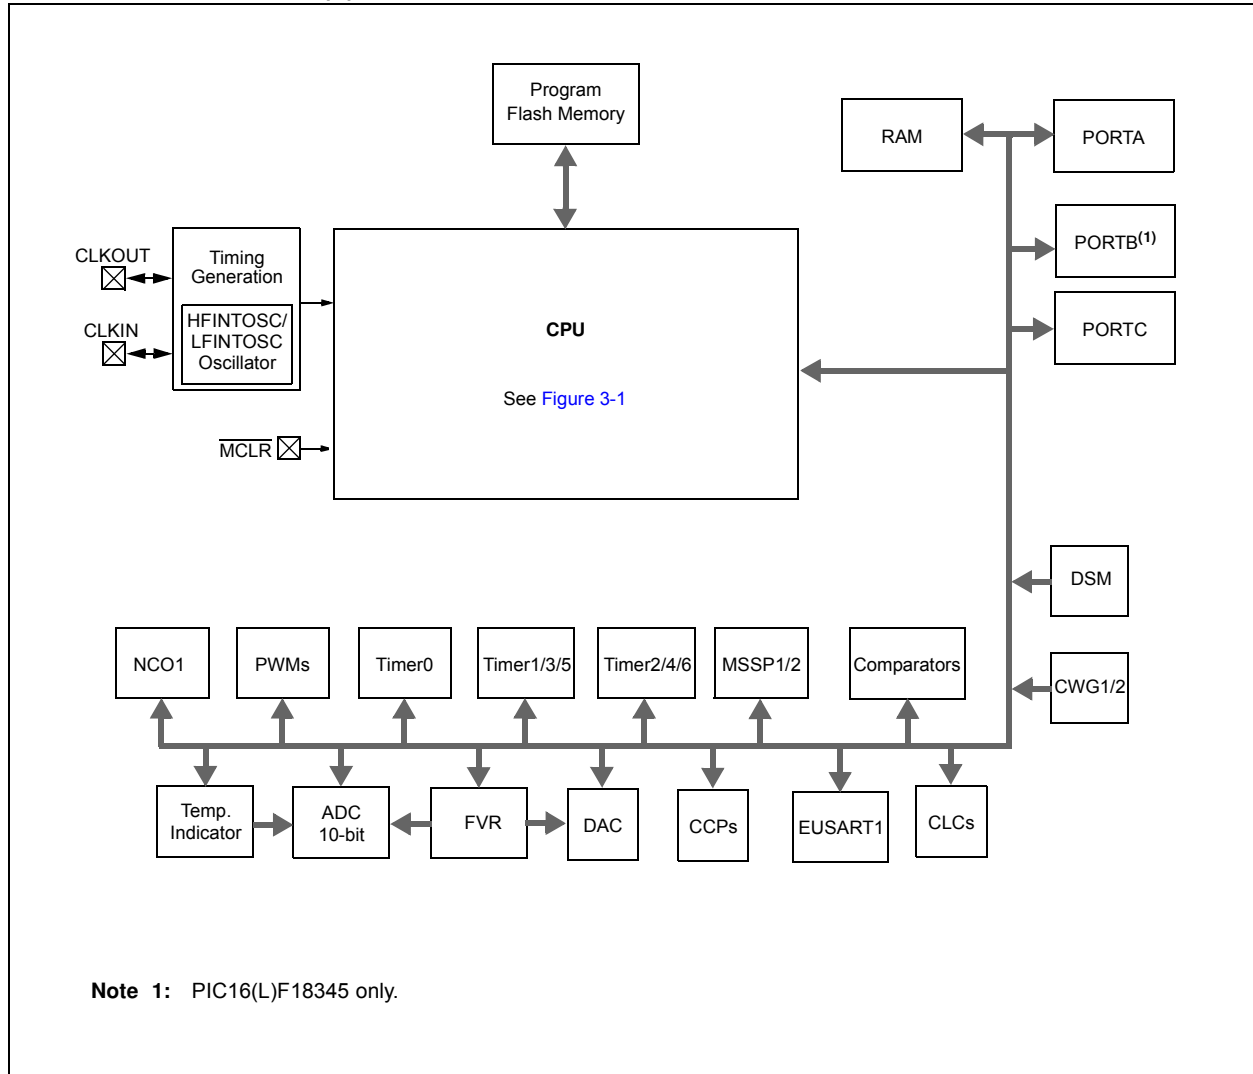 Program
Flash Memory
RAM
PORTA
CLKOUT
Timing
Generation
PORTB(1)
CLKIN
HFINTOSC/
LFINTOSC
Oscillator
CPU
PORTC
See Figure 3-1
MCLR
DSM
NCO1
PWMs
Timer0
Timer1/3/5
Timer2/4/6
MSSP1/2
Comparators
CWG1/2
Temp.
Indicator
ADC
10-bit
FVR
DAC
CCPs
EUSART1
CLCs
Note 1: PIC16(L)F18345 only.